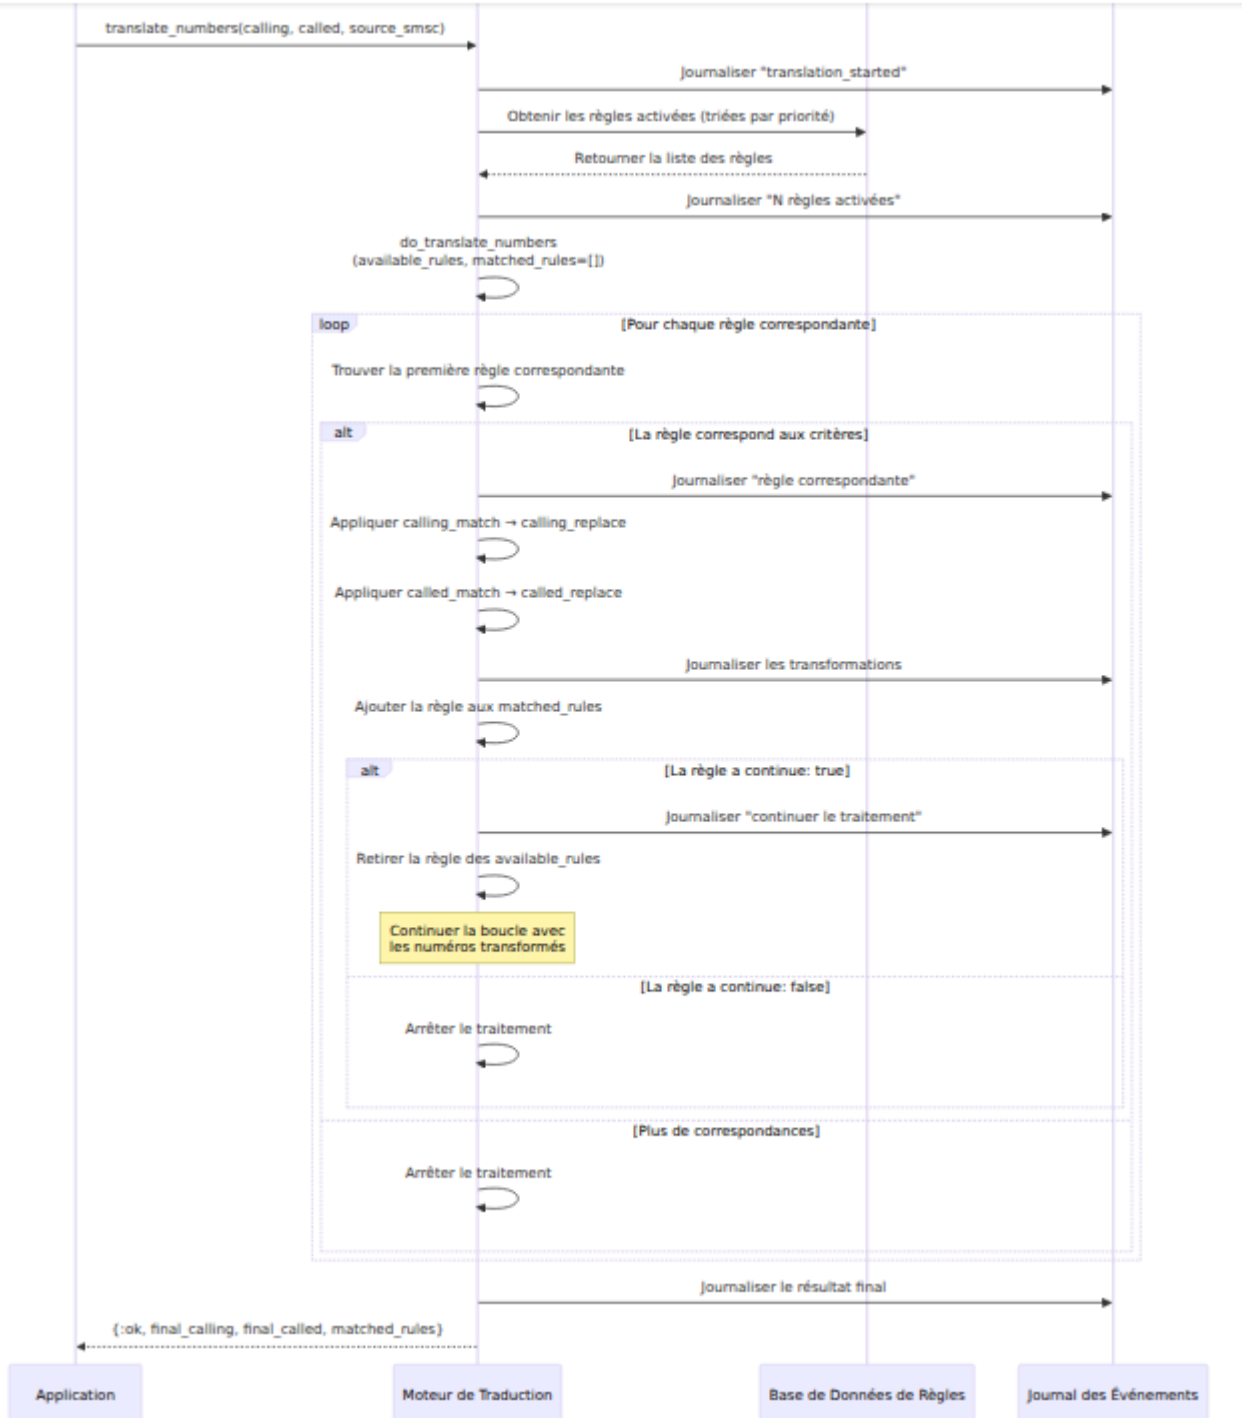 translate_numbers(calling, called, source_smsc)
Journaliser "translation_started"
Obtenir les règles activées (triées par priorité)
Retourner la liste des règles
Journaliser "N règles activées"
do_translate_numbers
(available_rules, matched_rules=[])
loop
[Pour chaque règle correspondante]
Trouver la première règle correspondante
alt
[La règle correspond aux critères]
Journaliser "règle correspondante"
Appliquer calling_match → calling_replace
Appliquer called_match → called_replace
Journaliser les transformations
Ajouter la règle aux matched_rules
alt
[La règle a continue: true]
Journaliser "continuer le traitement"
Retirer la règle des available_rules
Continuer la boucle avec
les numéros transformés
[La règle a continue: false]
Arrêter le traitement
[Plus de correspondances]
Arrêter le traitement
Journaliser le résultat final
{:ok, final_calling, final_called, matched_rules}
Application
Moteur de Traduction
Base de Données de Règles
Journal des Événements